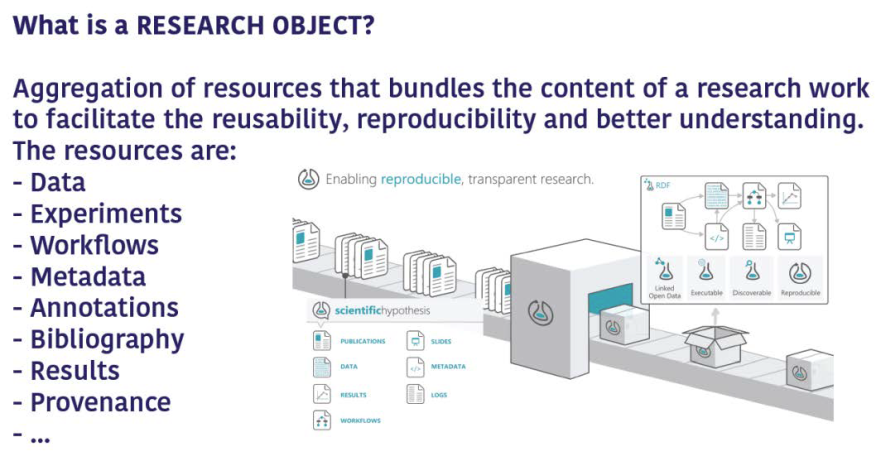 What is a RESEARCH OBJECT?
Aggregation of resources that bundles the content of a research work
to facilitate the reusability, reproducibility and better understanding.
The resources are:
- Data
- Experiments
- Workflows
- Metadata
- Annotations
- Bibliography
- Results
- Provenance
- ...
Enabling reproducible, transparent research.
scientifichypothesis
PUBLICATIONS
SLIDES
DATA
METADATA
</>
RESULTS
LOGS
WORKFLOWS
RDF
</>
Linked
Open Data
Executable
Discoverable
Reproducible